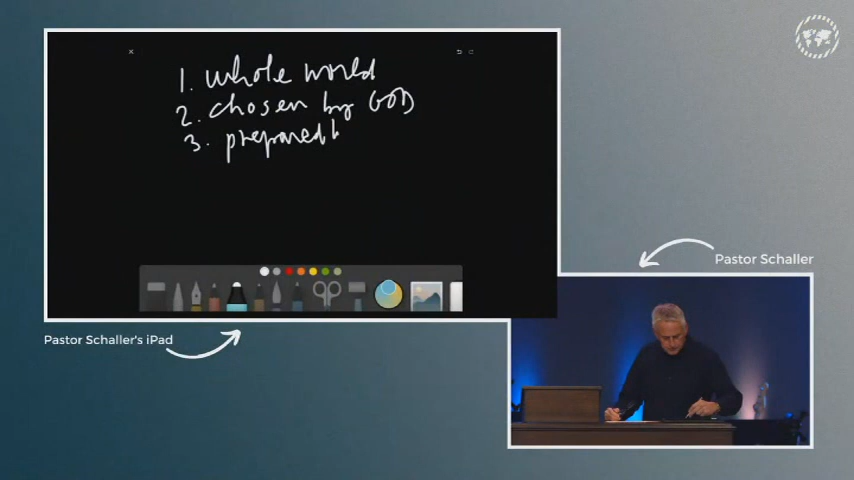 1. whole world
2. chosen by GOD
3. prepared b
Pastor Schaller
Pastor Schaller's iPad